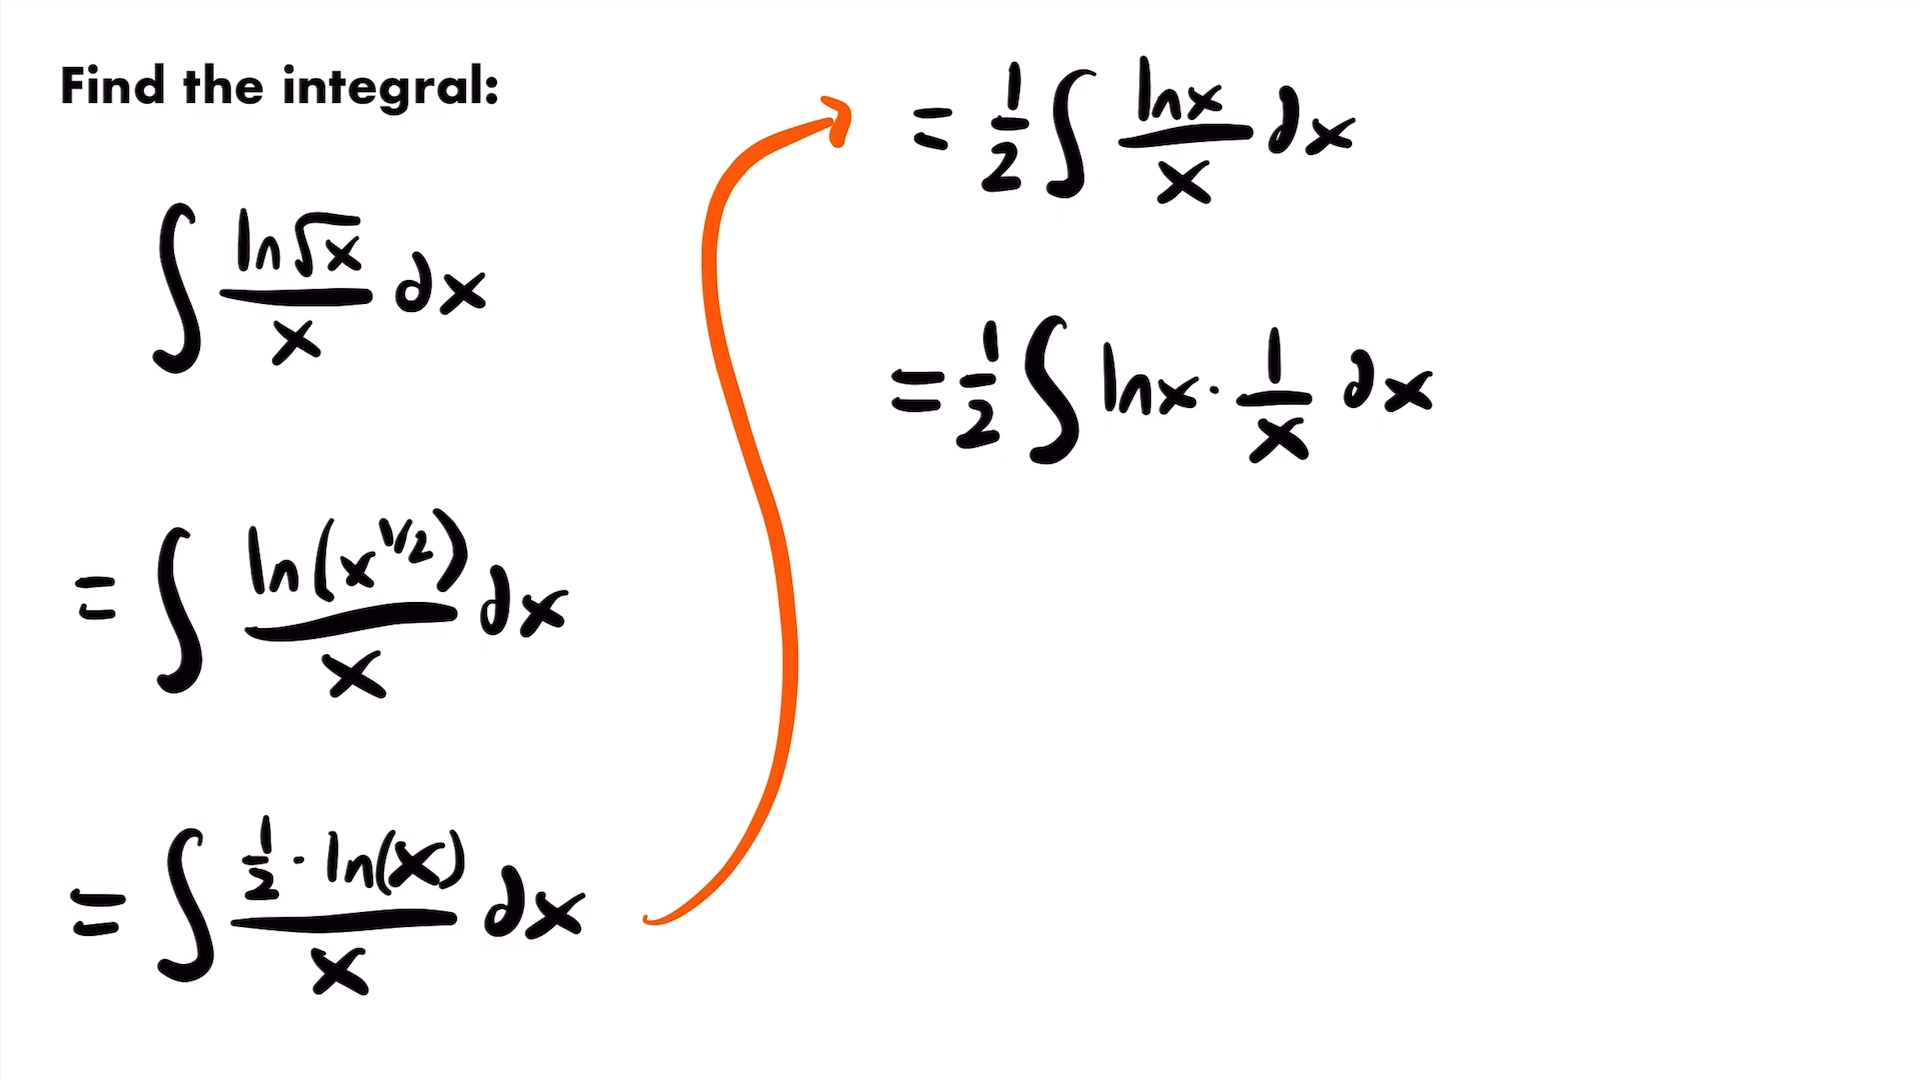 Find the integral:
∫ ln√x / x dx
= ∫ ln(x^1/2) / x dx
= ∫ 1/2 · ln(x) / x dx
= 1/2 ∫ lnx / x dx
= 1/2 ∫ lnx · 1/x dx